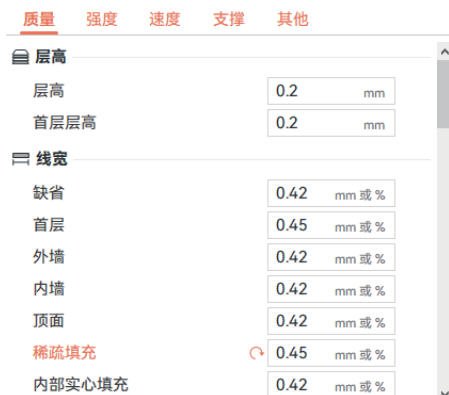 质量 强度 速度 支撑 其他
层高
层高 0.2 mm
首层层高 0.2 mm
线宽
缺省 0.42 mm 或 %
首层 0.45 mm 或 %
外墙 0.42 mm 或 %
内墙 0.42 mm 或 %
顶面 0.42 mm 或 %
稀疏填充 0.45 mm 或 %
内部实心填充 0.42 mm 或 %